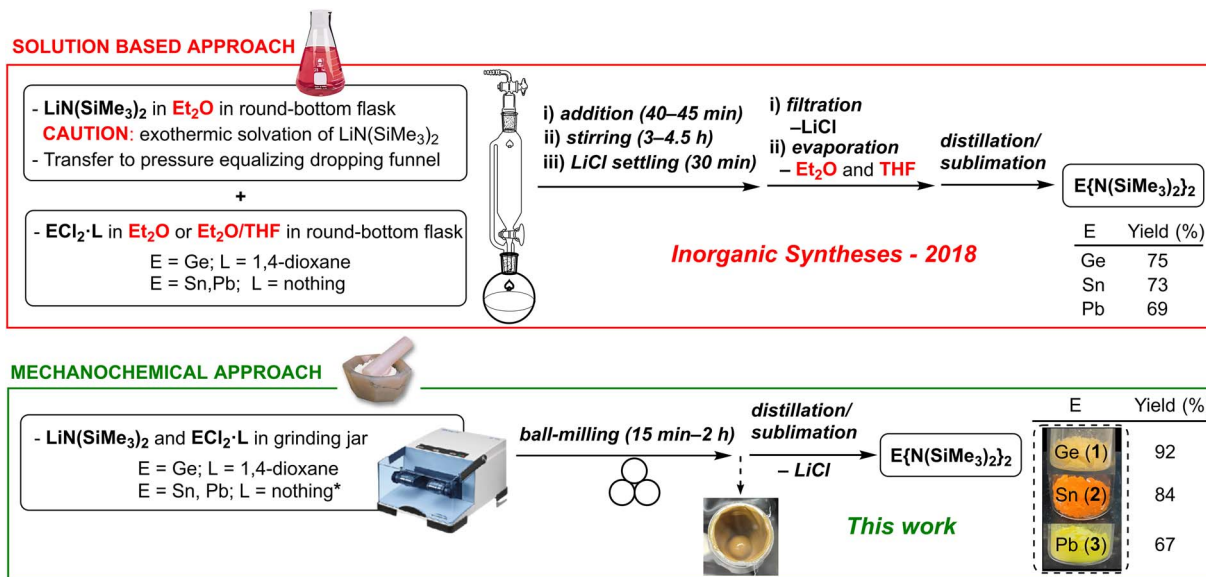 SOLUTION BASED APPROACH
- LiN(SiMe3)2 in Et2O in round-bottom flask
CAUTION: exothermic solvation of LiN(SiMe3)2
- Transfer to pressure equalizing dropping funnel
+
- ECl2·L in Et2O or Et2O/THF in round-bottom flask
E = Ge; L = 1,4-dioxane
E = Sn,Pb; L = nothing
i) addition (40–45 min)
ii) stirring (3–4.5 h)
iii) LiCl settling (30 min)
i) filtration
–LiCl
ii) evaporation
– Et2O and THF
distillation/
sublimation
E{N(SiMe3)2}2
Inorganic Syntheses - 2018
E Yield (%)
Ge 75
Sn 73
Pb 69
MECHANOCHEMICAL APPROACH
- LiN(SiMe3)2 and ECl2·L in grinding jar
E = Ge; L = 1,4-dioxane
E = Sn, Pb; L = nothing*
ball-milling (15 min–2 h)
distillation/
sublimation
– LiCl
E{N(SiMe3)2}2
This work
E Yield (%
Ge (1) 92
Sn (2) 84
Pb (3) 67